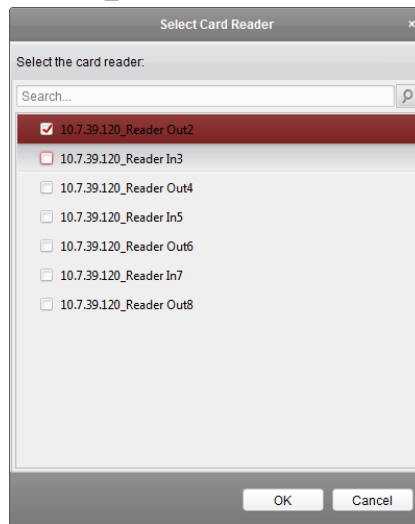 Select Card Reader ×
Select the card reader:
Search...
10.7.39.120_Reader Out2
10.7.39.120_Reader In3
10.7.39.120_Reader Out4
10.7.39.120_Reader In5
10.7.39.120_Reader Out6
10.7.39.120_Reader In7
10.7.39.120_Reader Out8
OK Cancel